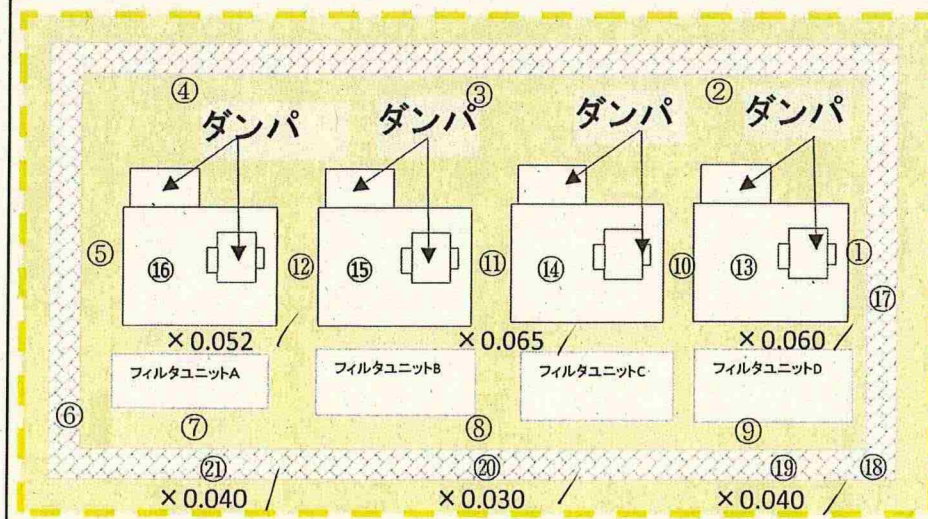 ④ ③ ②
ダンパ ダンパ ダンパ ダンパ
⑤ ⑯ ⑫ ⑮ ⑪ ⑭ ⑩ ⑬ ①
⑰
×0.052 ×0.065 ×0.060
フィルタユニットA フィルタユニットB フィルタユニットC フィルタユニットD
⑥ ⑦ ⑧ ⑨
㉑ ⑳ ⑲ ⑱
×0.040 ×0.030 ×0.040